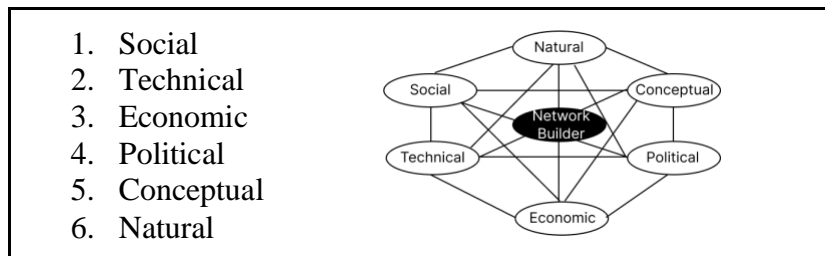 1. Social
2. Technical
3. Economic
4. Political
5. Conceptual
6. Natural
Natural
Social
Conceptual
Network
Builder
Technical
Political
Economic